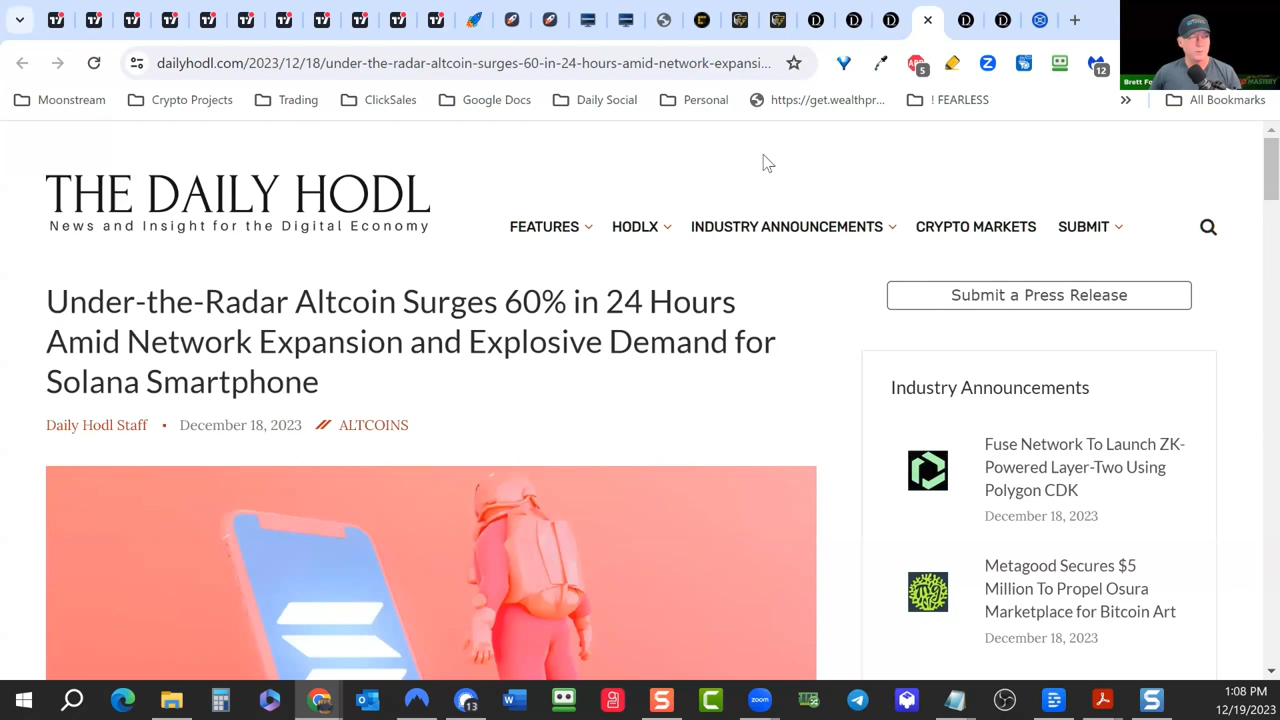 dailyhodl.com/2023/12/18/under-the-radar-altcoin-surges-60-in-24-hours-amid-network-expansi...
5
12
Brett Fo
MASTERY
Moonstream
Crypto Projects
Trading
ClickSales
Google Docs
Daily Social
Personal
https://get.wealthpr...
! FEARLESS
»
All Bookmarks
THE DAILY HODL
News and Insight for the Digital Economy
FEATURES
HODLX
INDUSTRY ANNOUNCEMENTS
CRYPTO MARKETS
SUBMIT
Under-the-Radar Altcoin Surges 60% in 24 Hours
Amid Network Expansion and Explosive Demand for
Solana Smartphone
Daily Hodl Staff • December 18, 2023 ALTCOINS
Submit a Press Release
Industry Announcements
Fuse Network To Launch ZK-
Powered Layer-Two Using
Polygon CDK
December 18, 2023
Metagood Secures $5
Million To Propel Osura
Marketplace for Bitcoin Art
December 18, 2023
13
1:08 PM
12/19/2023